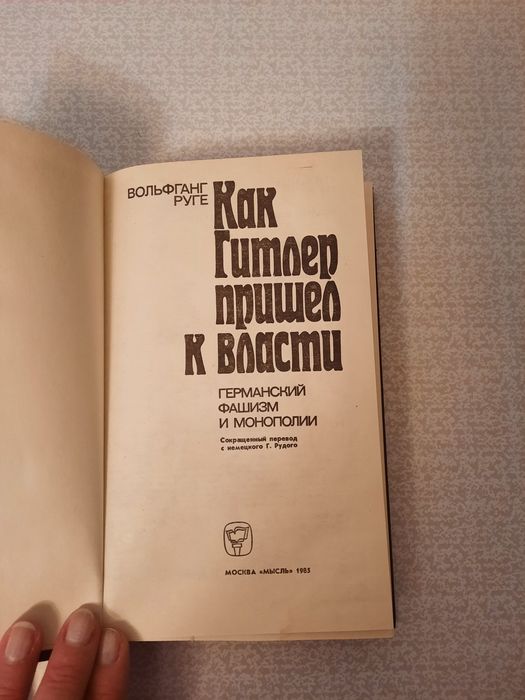 ВОЛЬФГАНГ
РУГЕ
Как
Гитлер
пришел
к власти
ГЕРМАНСКИЙ
ФАШИЗМ
И МОНОПОЛИИ
Сокращенный перевод
с немецкого Г. Рудого
МОСКВА «МЫСЛЬ» 1985